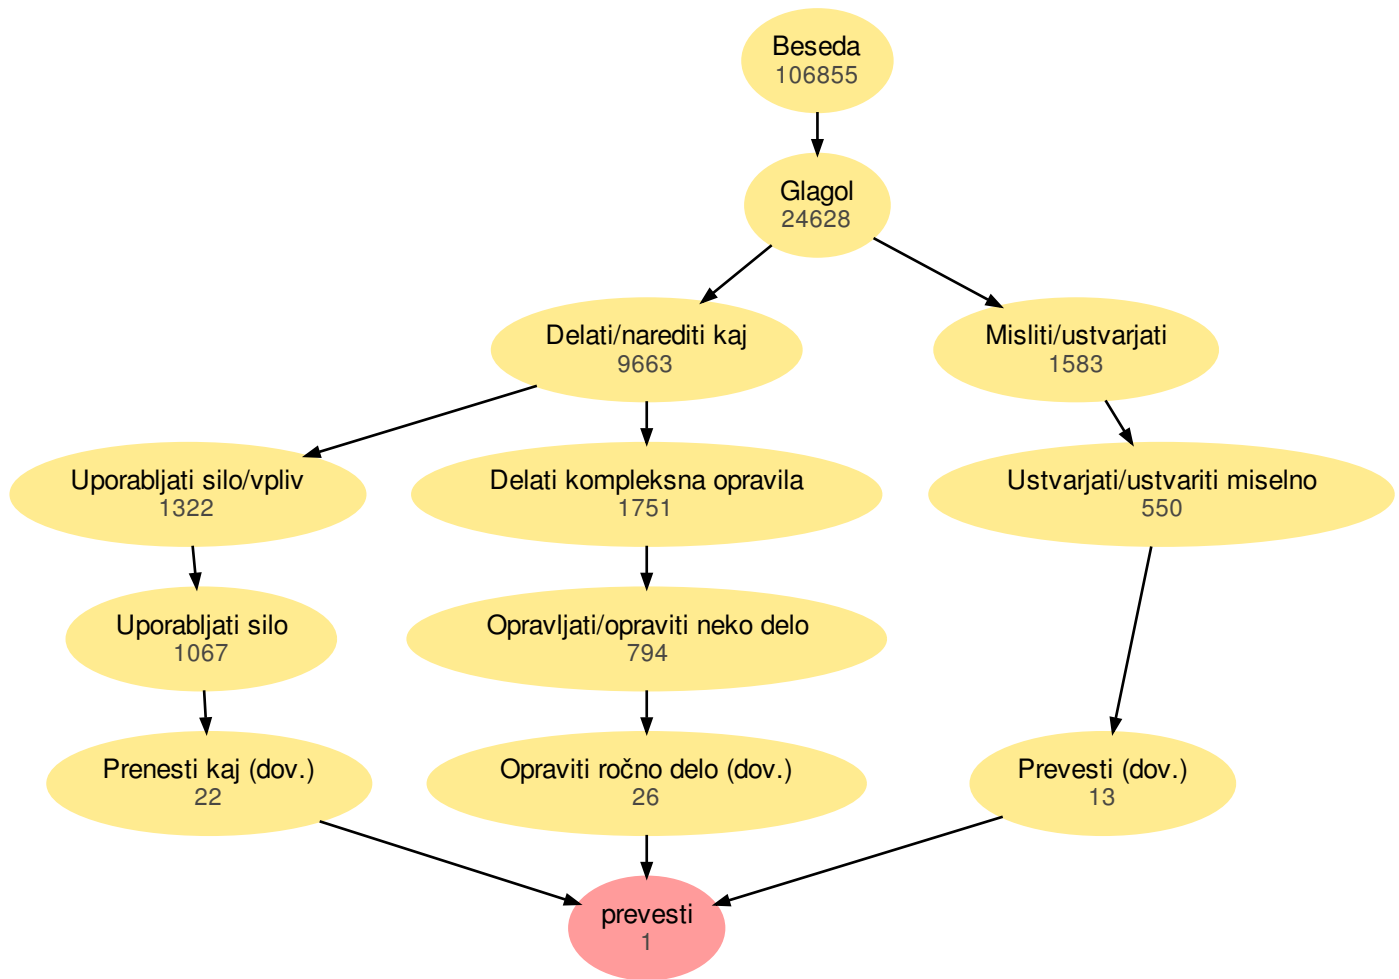 Beseda
106855
Glagol
24628
Delati/narediti kaj
9663
Misliti/ustvarjati
1583
Uporabljati silo/vpliv
1322
Delati kompleksna opravila
1751
Ustvarjati/ustvariti miselno
550
Uporabljati silo
1067
Opravljati/opraviti neko delo
794
Prenesti kaj (dov.)
22
Opraviti ročno delo (dov.)
26
Prevesti (dov.)
13
prevesti
1